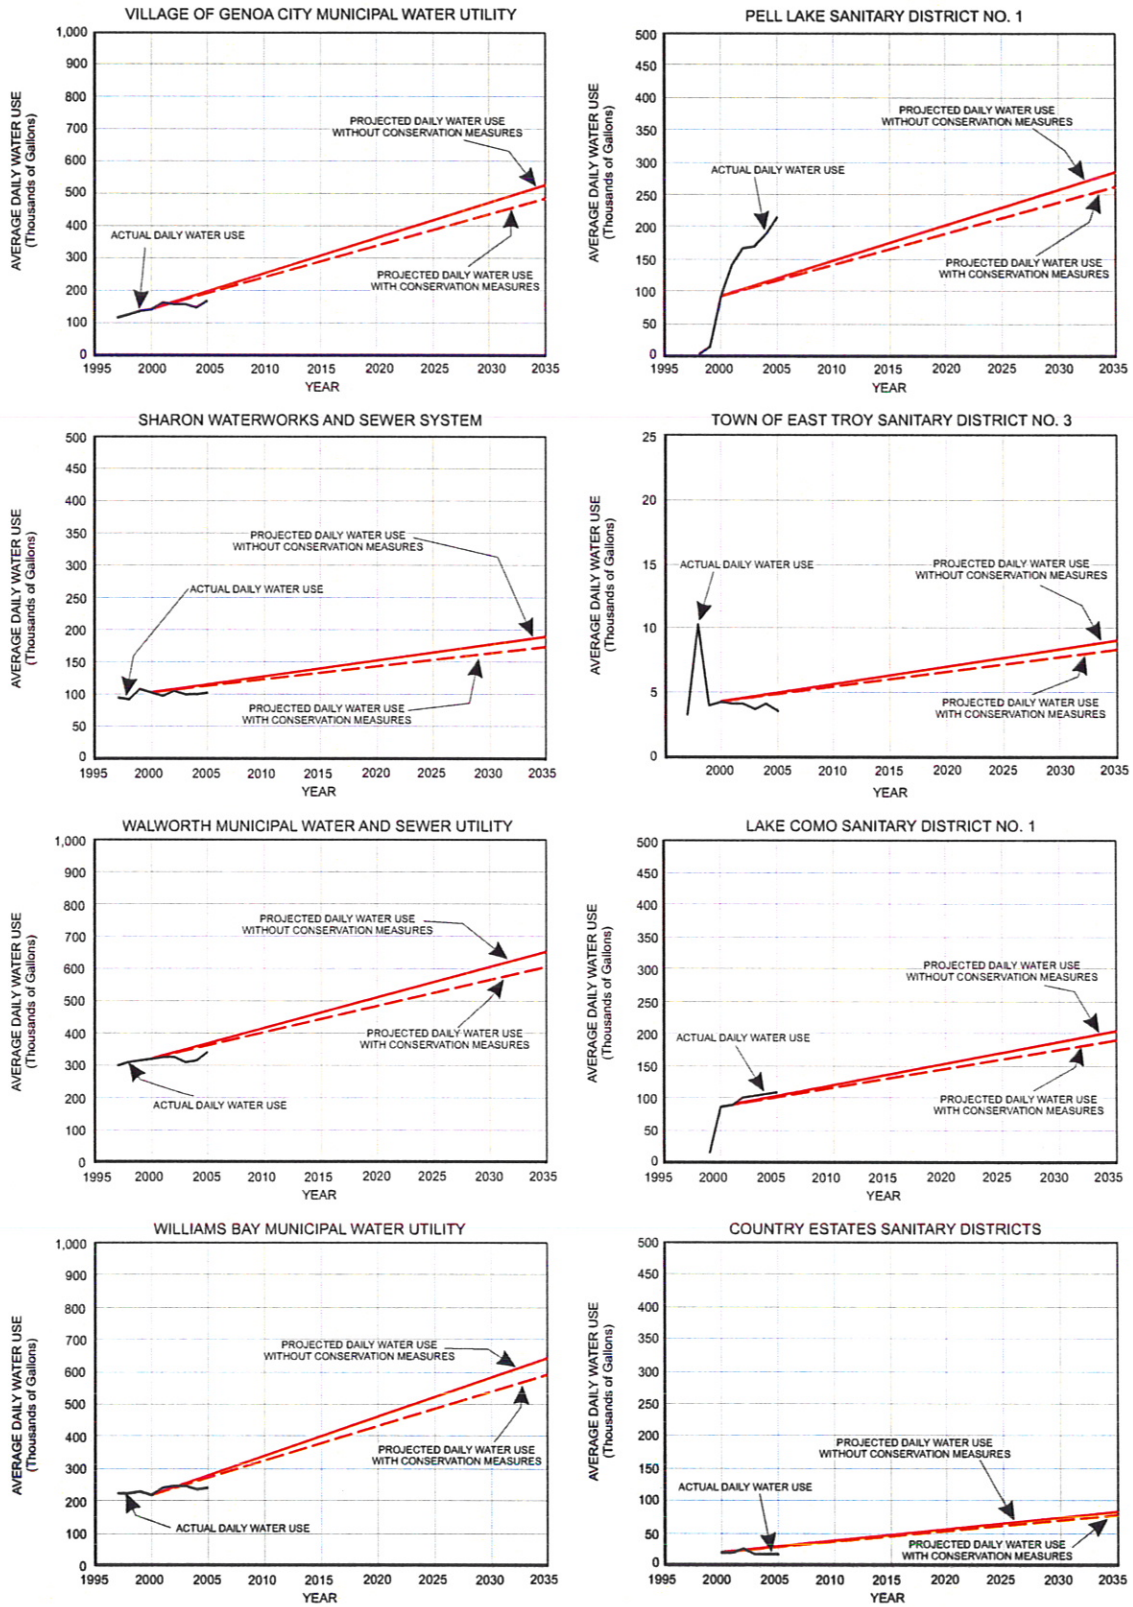 VILLAGE OF GENOA CITY MUNICIPAL WATER UTILITY
AVERAGE DAILY WATER USE
(Thousands of Gallons)
1,000
900
800
700
600
500
400
300
200
100
0
PROJECTED DAILY WATER USE
WITHOUT CONSERVATION MEASURES
ACTUAL DAILY WATER USE
PROJECTED DAILY WATER USE
WITH CONSERVATION MEASURES
1995 2000 2005 2010 2015 2020 2025 2030 2035
YEAR
PELL LAKE SANITARY DISTRICT NO. 1
AVERAGE DAILY WATER USE
(Thousands of Gallons)
500
450
400
350
300
250
200
150
100
50
0
PROJECTED DAILY WATER USE
WITHOUT CONSERVATION MEASURES
ACTUAL DAILY WATER USE
PROJECTED DAILY WATER USE
WITH CONSERVATION MEASURES
1995 2000 2005 2010 2015 2020 2025 2030 2035
YEAR
SHARON WATERWORKS AND SEWER SYSTEM
AVERAGE DAILY WATER USE
(Thousands of Gallons)
500
450
400
350
300
250
200
150
100
50
0
PROJECTED DAILY WATER USE
WITHOUT CONSERVATION MEASURES
ACTUAL DAILY WATER USE
PROJECTED DAILY WATER USE
WITH CONSERVATION MEASURES
1995 2000 2005 2010 2015 2020 2025 2030 2035
YEAR
TOWN OF EAST TROY SANITARY DISTRICT NO. 3
AVERAGE DAILY WATER USE
(Thousands of Gallons)
25
20
15
10
5
0
ACTUAL DAILY WATER USE
PROJECTED DAILY WATER USE
WITHOUT CONSERVATION MEASURES
PROJECTED DAILY WATER USE
WITH CONSERVATION MEASURES
2000 2005 2010 2015 2020 2025 2030 2035
YEAR
WALWORTH MUNICIPAL WATER AND SEWER UTILITY
AVERAGE DAILY WATER USE
(Thousands of Gallons)
1,000
900
800
700
600
500
400
300
200
100
0
PROJECTED DAILY WATER USE
WITHOUT CONSERVATION MEASURES
PROJECTED DAILY WATER USE
WITH CONSERVATION MEASURES
ACTUAL DAILY WATER USE
1995 2000 2005 2010 2015 2020 2025 2030 2035
YEAR
LAKE COMO SANITARY DISTRICT NO. 1
AVERAGE DAILY WATER USE
(Thousands of Gallons)
500
450
400
350
300
250
200
150
100
50
0
PROJECTED DAILY WATER USE
WITHOUT CONSERVATION MEASURES
ACTUAL DAILY WATER USE
PROJECTED DAILY WATER USE
WITH CONSERVATION MEASURES
1995 2000 2005 2010 2015 2020 2025 2030 2035
YEAR
WILLIAMS BAY MUNICIPAL WATER UTILITY
AVERAGE DAILY WATER USE
(Thousands of Gallons)
1,000
900
800
700
600
500
400
300
200
100
0
PROJECTED DAILY WATER USE
WITHOUT CONSERVATION MEASURES
PROJECTED DAILY WATER USE
WITH CONSERVATION MEASURES
ACTUAL DAILY WATER USE
1995 2000 2005 2010 2015 2020 2025 2030 2035
YEAR
COUNTRY ESTATES SANITARY DISTRICTS
AVERAGE DAILY WATER USE
(Thousands of Gallons)
500
450
400
350
300
250
200
150
100
50
0
PROJECTED DAILY WATER USE
WITHOUT CONSERVATION MEASURES
ACTUAL DAILY WATER USE
PROJECTED DAILY WATER USE
WITH CONSERVATION MEASURES
1995 2000 2005 2010 2015 2020 2025 2030 2035
YEAR